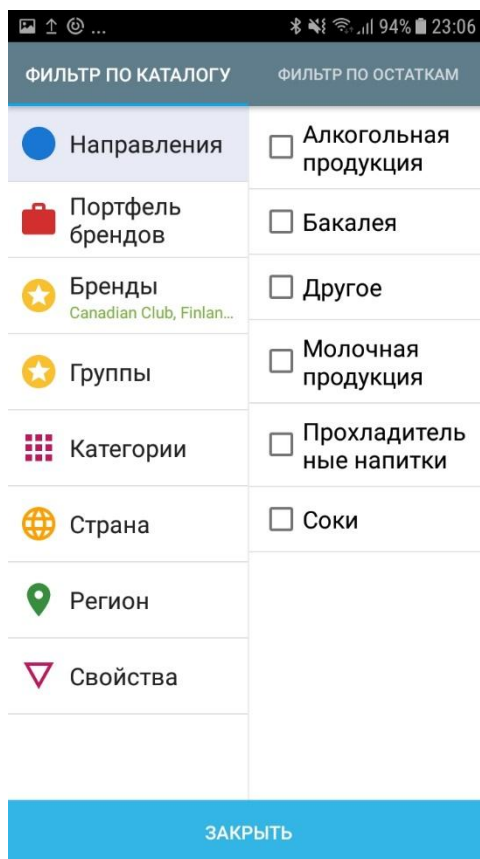 ... 94% 23:06
ФИЛЬТР ПО КАТАЛОГУ
ФИЛЬТР ПО ОСТАТКАМ
Направления
Портфель
брендов
Бренды
Canadian Club, Finlan...
Группы
Категории
Страна
Регион
Свойства
Алкогольная
продукция
Бакалея
Другое
Молочная
продукция
Прохладитель
ные напитки
Соки
ЗАКРЫТЬ